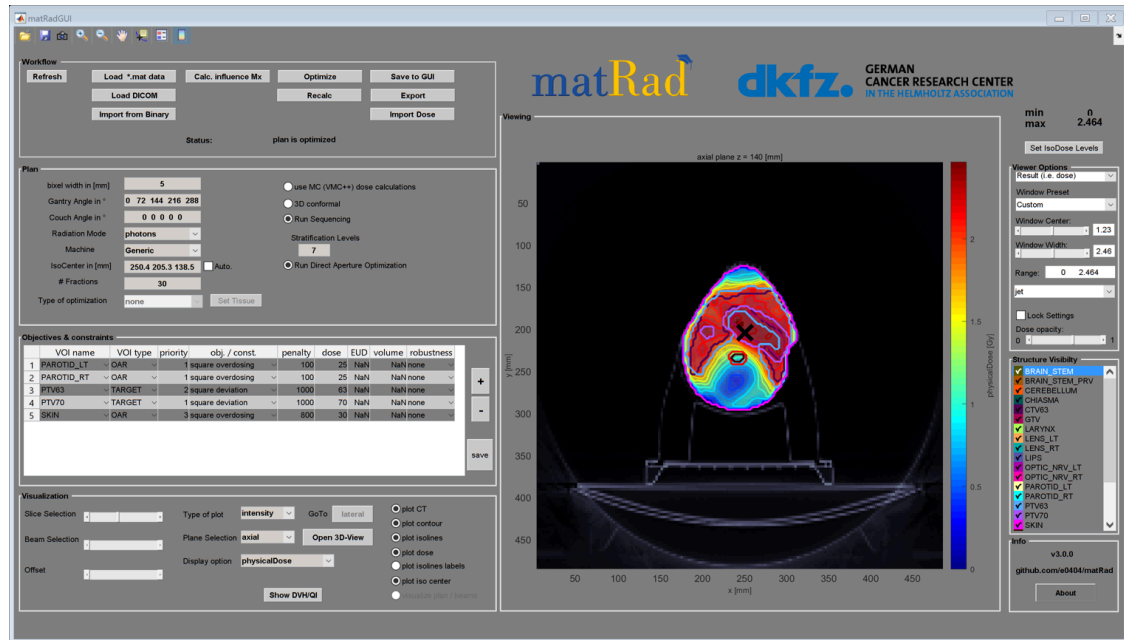 matRadGUI
Workflow
Refresh Load *.mat data Calc. influence Mx Optimize Save to GUI
Load DICOM Recalc Export
Import from Binary Import Dose
Status: plan is optimized
matRad dkfz. GERMAN
CANCER RESEARCH CENTER
IN THE HELMHOLTZ ASSOCIATION
Plan
bixel width in [mm] 5
Gantry Angle in ° 0 72 144 216 288
Couch Angle in ° 0 0 0 0 0
Radiation Mode photons
Machine Generic
IsoCenter in [mm] 250.4 205.3 138.5 Auto.
# Fractions 30
Type of optimization none Set Tissue
use MC (VMC++) dose calculations
3D conformal
Run Sequencing
Stratification Levels
7
Run Direct Aperture Optimization
Objectives & constraints
VOI name VOI type priority obj. / const. penalty dose EUD volume robustness
1 PAROTID_LT OAR 1 square overdosing 100 25 NaN NaN none
2 PAROTID_RT OAR 1 square overdosing 100 25 NaN NaN none
3 PTV63 TARGET 2 square deviation 1000 63 NaN NaN none
4 PTV70 TARGET 1 square deviation 1000 70 NaN NaN none
5 SKIN OAR 3 square overdosing 800 30 NaN NaN none
+
-
save
Visualization
Slice Selection
Beam Selection
Offset
Type of plot intensity GoTo lateral
Plane Selection axial Open 3D-View
Display option physicalDose
Show DVH/QI
plot CT
plot contour
plot isolines
plot dose
plot isolines labels
plot iso center
visualize plan / beams
Viewing
axial plane z = 140 [mm]
50
100
150
200
250
300
350
400
450
y [mm]
50 100 150 200 250 300 350 400 450
x [mm]
2
1.5
1
0.5
0
physicalDose [Gy]
min 0
max 2.464
Set IsoDose Levels
Viewer Options
Result (i.e. dose)
Window Preset
Custom
Window Center:
1.23
Window Width:
2.46
Range: 0 2.464
jet
Lock Settings
Dose opacity:
0 1
Structure Visibilty
BRAIN_STEM
BRAIN_STEM_PRV
CEREBELLUM
CHIASMA
CTV63
GTV
LARYNX
LENS_LT
LENS_RT
LIPS
OPTIC_NRV_LT
OPTIC_NRV_RT
PAROTID_LT
PAROTID_RT
PTV63
PTV70
SKIN
Info
v3.0.0
github.com/e0404/matRad
About